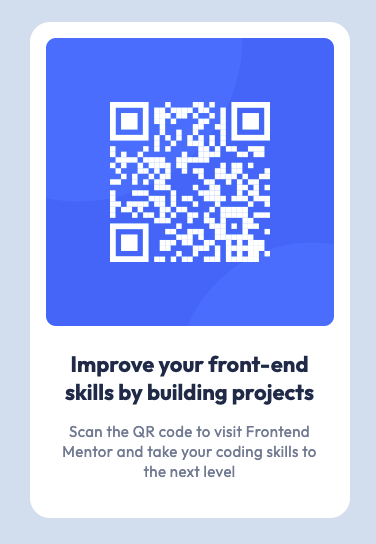 Improve your front-end
skills by building projects
Scan the QR code to visit Frontend
Mentor and take your coding skills to
the next level